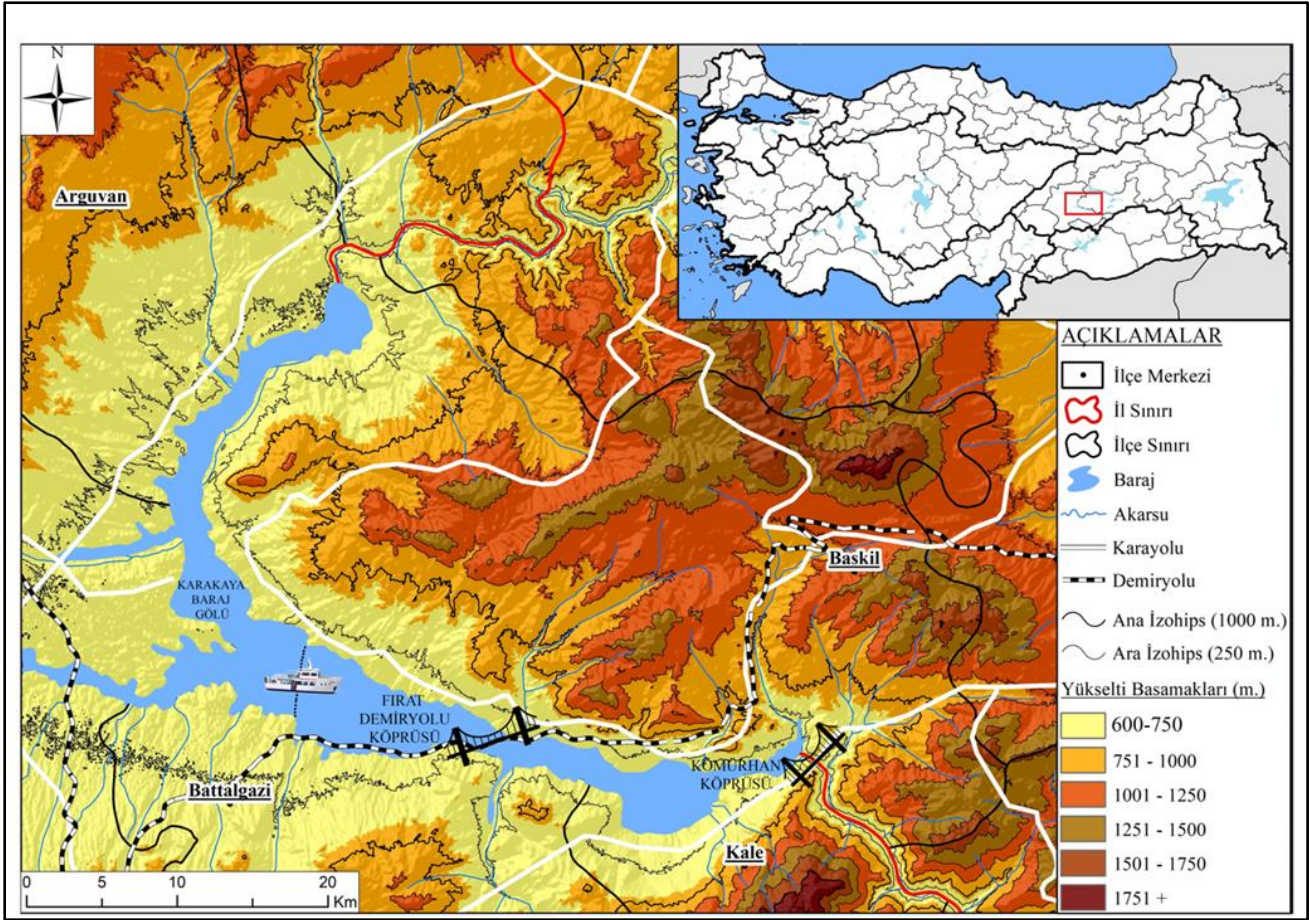 N
Arguvan
KARAKAYA
BARAJ
GÖLÜ
FIRAT
DEMİRYOLU
KÖPRÜSÜ
Baskil
KÖMÜRHAN
KÖPRÜSÜ
Battalgazi
Kale
0 5 10 20
Km
AÇIKLAMALAR
İlçe Merkezi
İl Sınırı
İlçe Sınırı
Baraj
Akarsu
Karayolu
Demiryolu
Ana İzohips (1000 m.)
Ara İzohips (250 m.)
Yükselti Basamakları (m.)
600-750
751 - 1000
1001 - 1250
1251 - 1500
1501 - 1750
1751 +